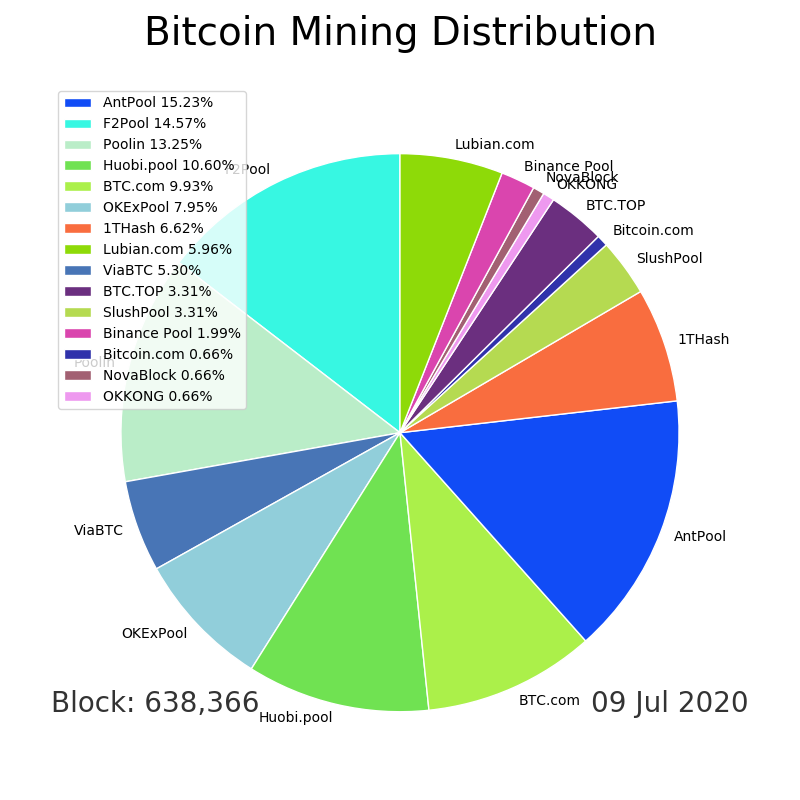 Bitcoin Mining Distribution
AntPool 15.23%
F2Pool 14.57%
Poolin 13.25%
Huobi.pool 10.60%
BTC.com 9.93%
OKExPool 7.95%
1THash 6.62%
Lubian.com 5.96%
ViaBTC 5.30%
BTC.TOP 3.31%
SlushPool 3.31%
Binance Pool 1.99%
Bitcoin.com 0.66%
NovaBlock 0.66%
OKKONG 0.66%
Lubian.com
Binance Pool
NovaBlock
OKKONG
BTC.TOP
Bitcoin.com
SlushPool
1THash
AntPool
BTC.com
Huobi.pool
OKExPool
ViaBTC
Poolin
F2Pool
Block: 638,366
09 Jul 2020